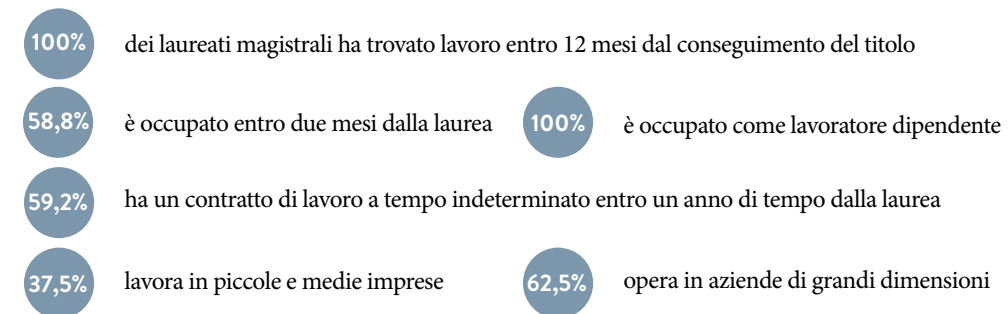 100% dei laureati magistrali ha trovato lavoro entro 12 mesi dal conseguimento del titolo
58,8% è occupato entro due mesi dalla laurea
100% è occupato come lavoratore dipendente
59,2% ha un contratto di lavoro a tempo indeterminato entro un anno di tempo dalla laurea
37,5% lavora in piccole e medie imprese
62,5% opera in aziende di grandi dimensioni